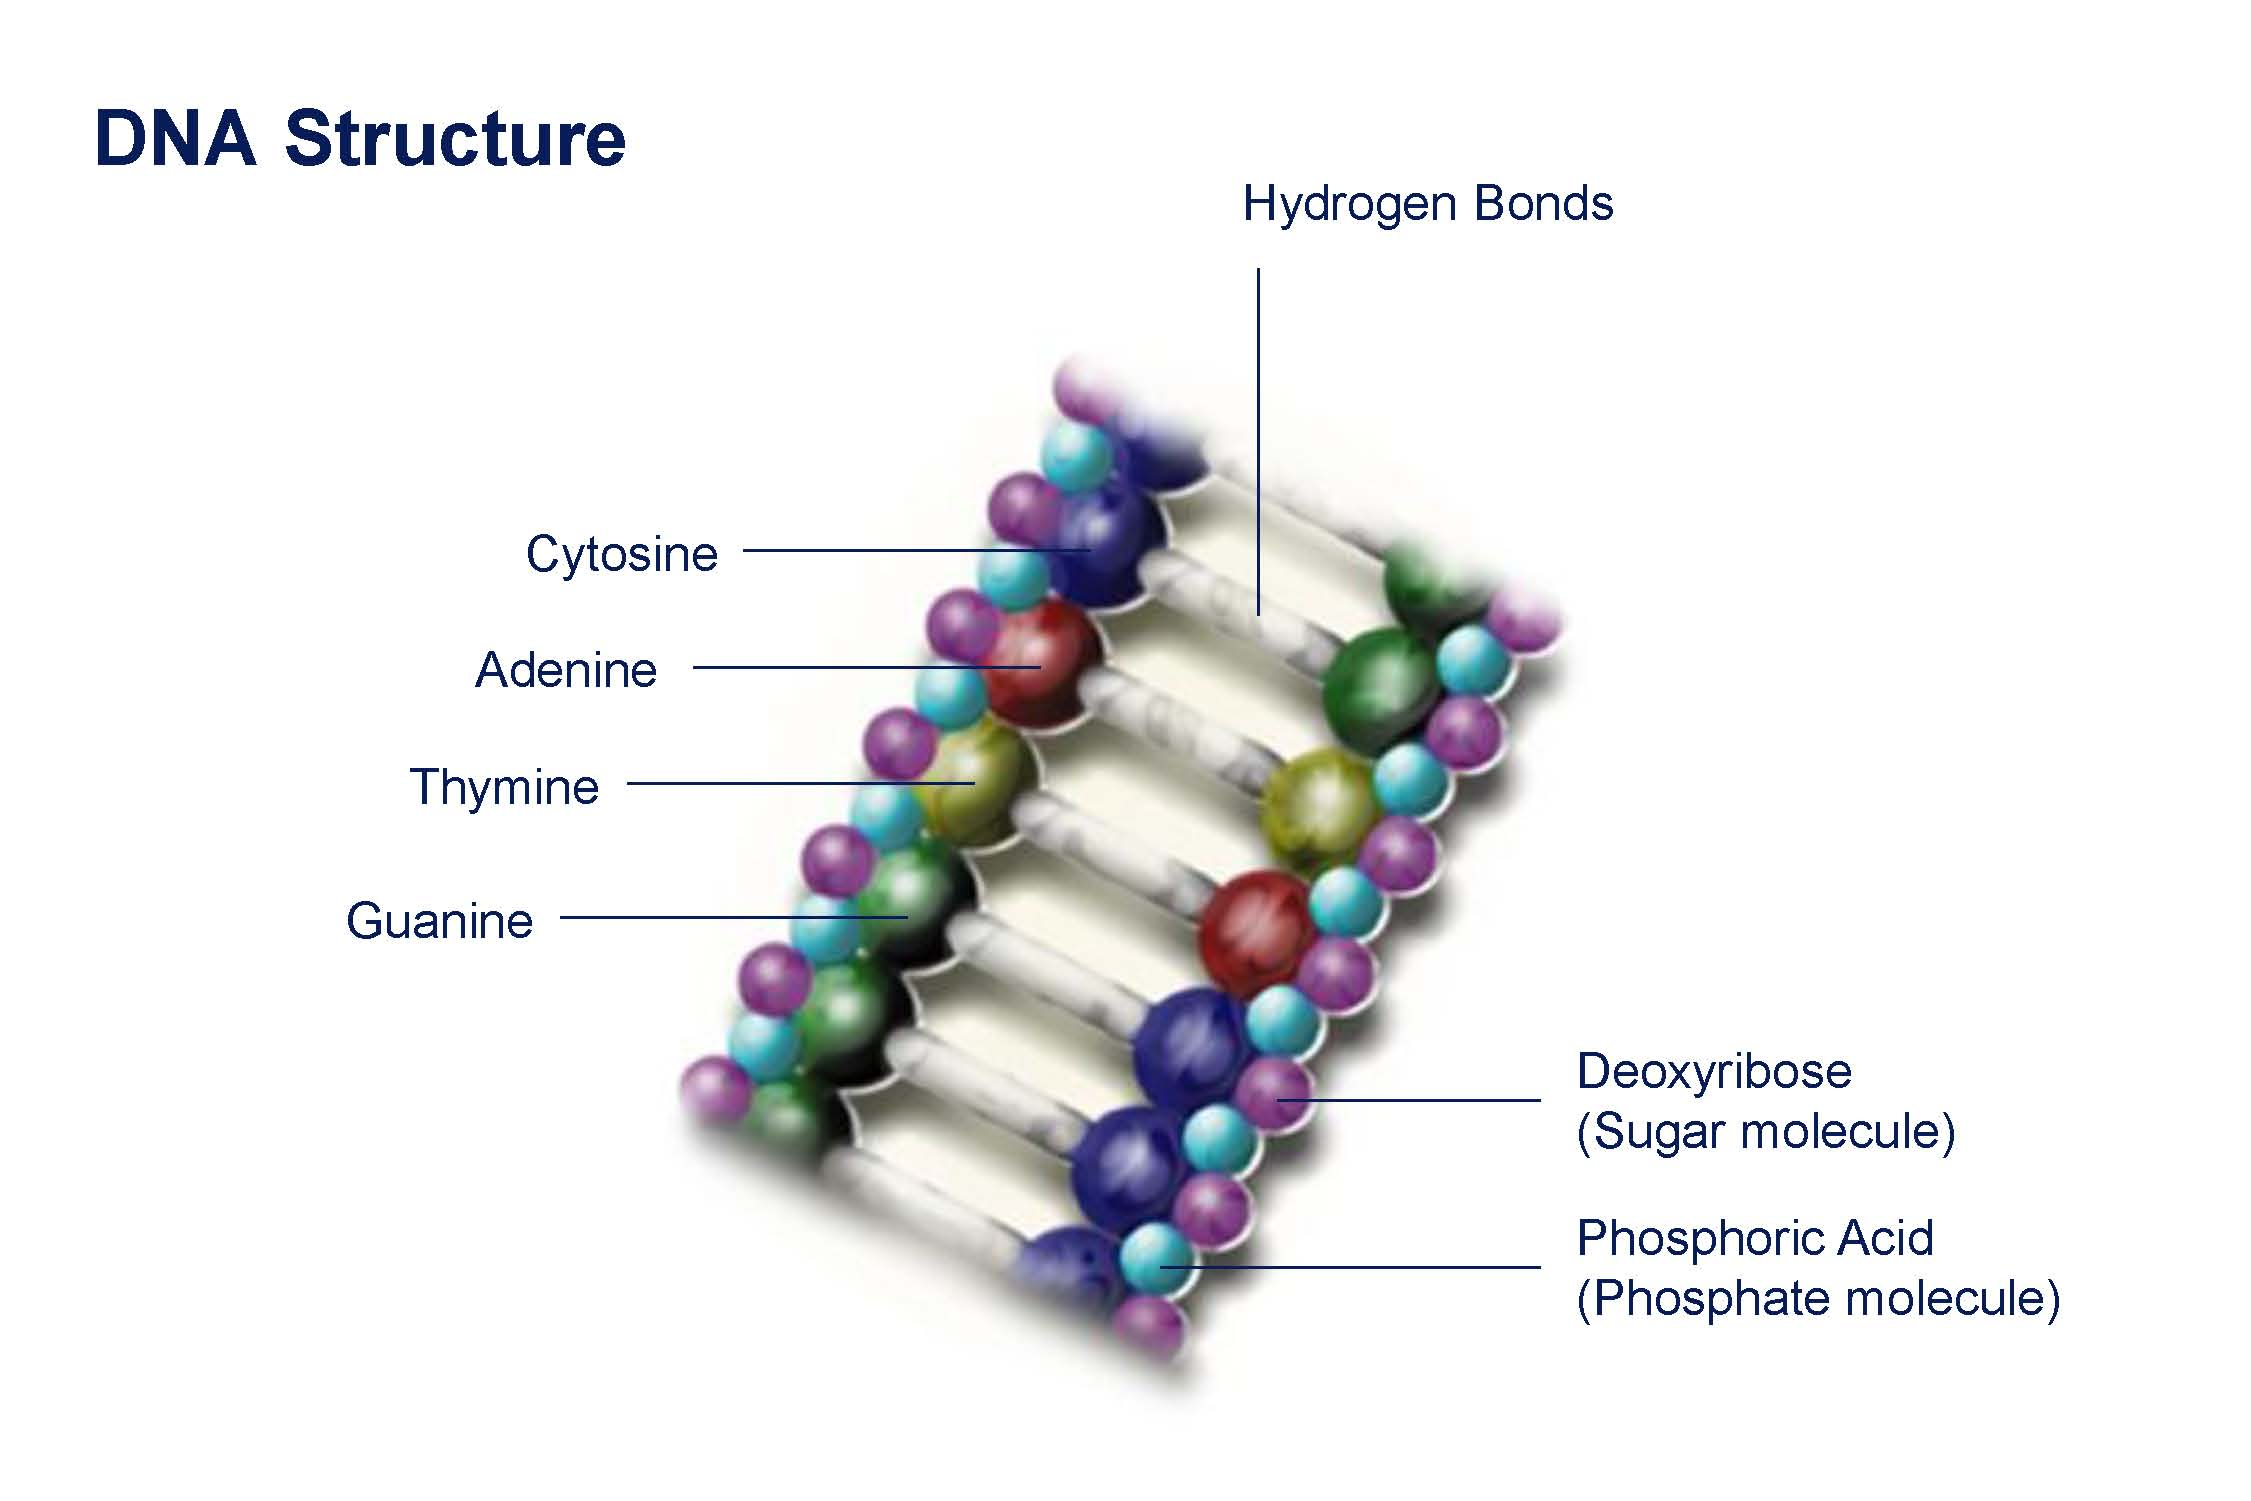 DNA Structure
Hydrogen Bonds
Cytosine
Adenine
Thymine
Guanine
Deoxyribose
(Sugar molecule)
Phosphoric Acid
(Phosphate molecule)